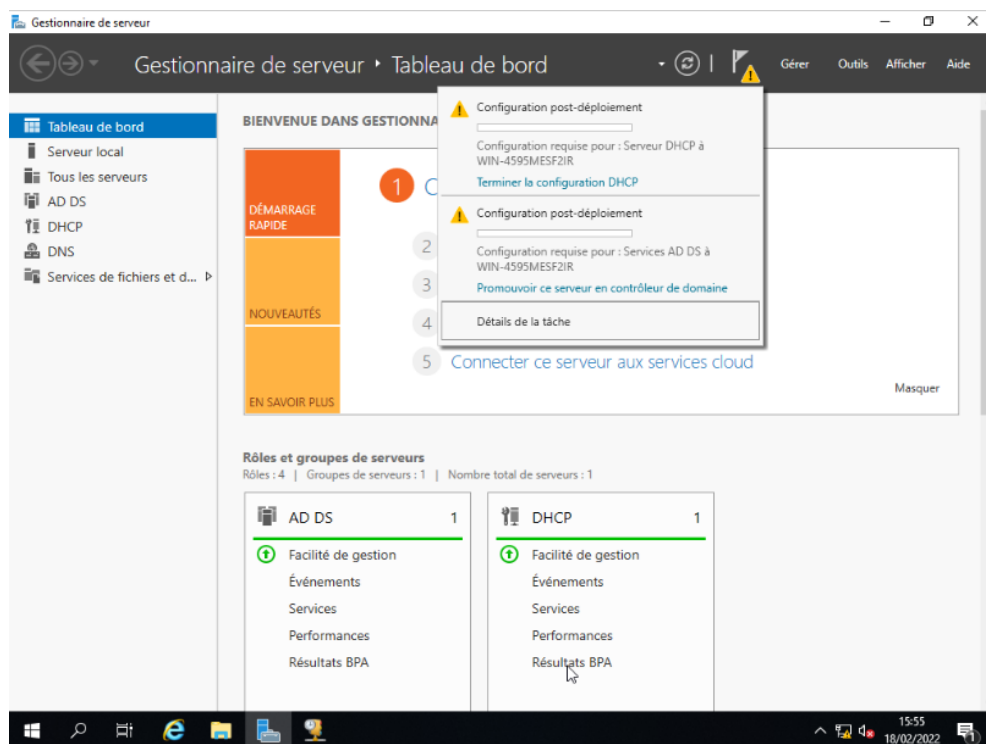 Gestionnaire de serveur
Gestionnaire de serveur ‣ Tableau de bord
Gérer
Outils
Afficher
Aide
Tableau de bord
Serveur local
Tous les serveurs
AD DS
DHCP
DNS
Services de fichiers et d...
BIENVENUE DANS GESTIONNA
DÉMARRAGE
RAPIDE
NOUVEAUTÉS
EN SAVOIR PLUS
1 C
2
3
4
5 Connecter ce serveur aux services cloud
Masquer
Configuration post-déploiement
Configuration requise pour : Serveur DHCP à
WIN-4595MESF2IR
Terminer la configuration DHCP
Configuration post-déploiement
Configuration requise pour : Services AD DS à
WIN-4595MESF2IR
Promouvoir ce serveur en contrôleur de domaine
Détails de la tâche
Rôles et groupes de serveurs
Rôles : 4 | Groupes de serveurs : 1 | Nombre total de serveurs : 1
AD DS 1
Facilité de gestion
Événements
Services
Performances
Résultats BPA
DHCP 1
Facilité de gestion
Événements
Services
Performances
Résultats BPA
15:55
18/02/2022
1